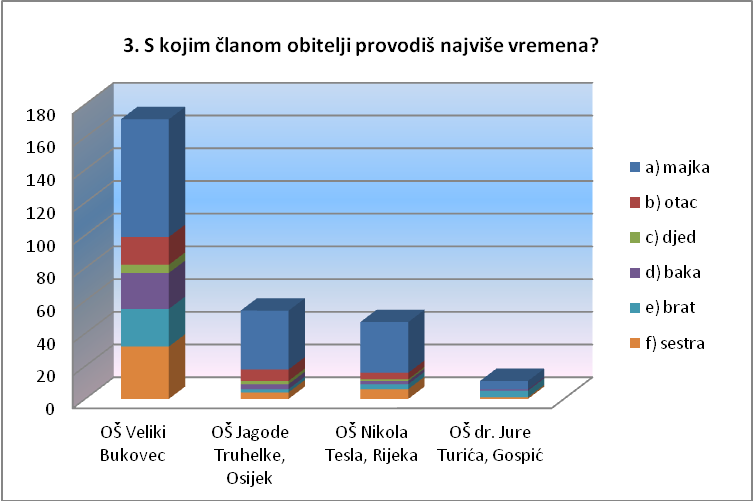 3. S kojim članom obitelji provodiš najviše vremena?
180
160
140
120
100
80
60
40
20
0
OŠ Veliki
Bukovec
OŠ Jagode
Truhelke,
Osijek
OŠ Nikola
Tesla, Rijeka
OŠ dr. Jure
Turića, Gospić
a) majka
b) otac
c) djed
d) baka
e) brat
f) sestra